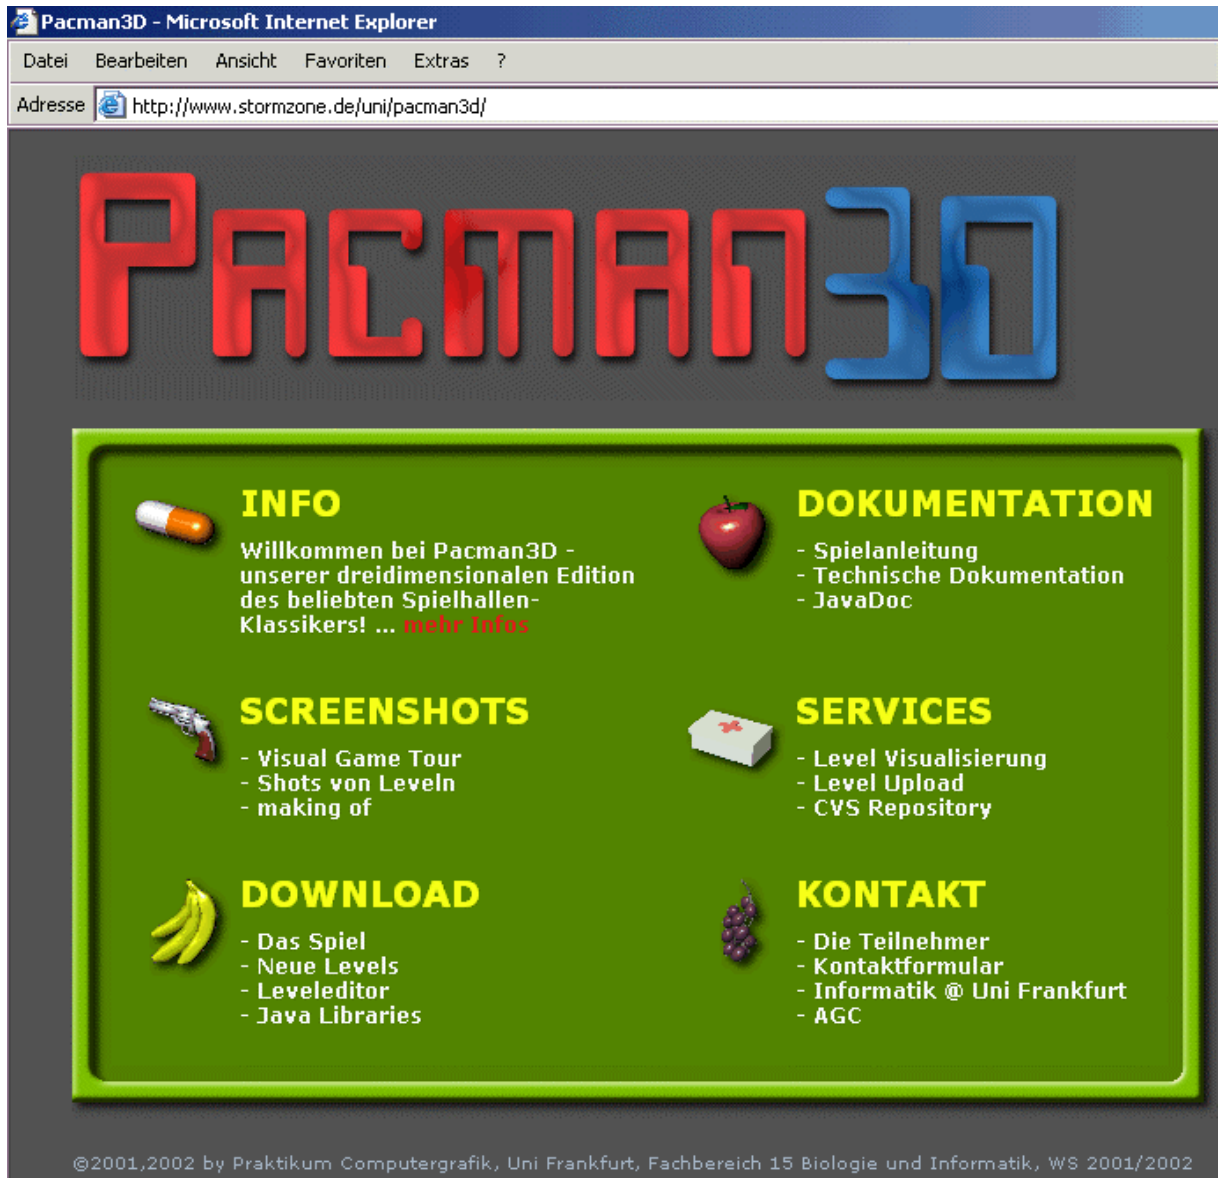 Pacman3D - Microsoft Internet Explorer
Datei Bearbeiten Ansicht Favoriten Extras ?
Adresse http://www.stormzone.de/uni/pacman3d/
Pacman3D
INFO
Willkommen bei Pacman3D -
unserer dreidimensionalen Edition
des beliebten Spielhallen-
Klassikers! ... mehr Infos
DOKUMENTATION
- Spielanleitung
- Technische Dokumentation
- JavaDoc
SCREENSHOTS
- Visual Game Tour
- Shots von Leveln
- making of
SERVICES
- Level Visualisierung
- Level Upload
- CVS Repository
DOWNLOAD
- Das Spiel
- Neue Levels
- Leveleditor
- Java Libraries
KONTAKT
- Die Teilnehmer
- Kontaktformular
- Informatik @ Uni Frankfurt
- AGC
©2001,2002 by Praktikum Computergrafik, Uni Frankfurt, Fachbereich 15 Biologie und Informatik, WS 2001/2002